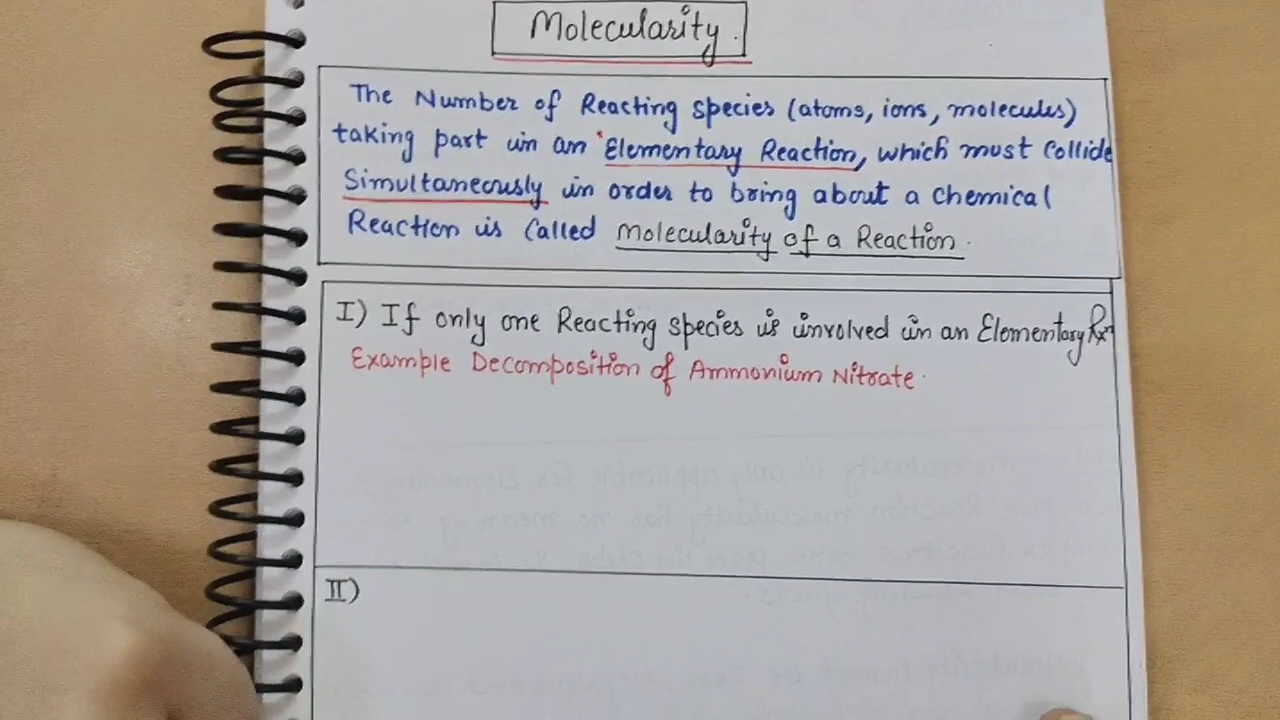 Molecularity.
The Number of Reacting species (atoms, ions, molecules)
taking part in an Elementary Reaction, which must collide
Simultaneously in order to bring about a chemical
Reaction is called molecularity of a Reaction.
I) If only one Reacting species is involved in an Elementary Rxn
Example Decomposition of Ammonium Nitrate.
II)